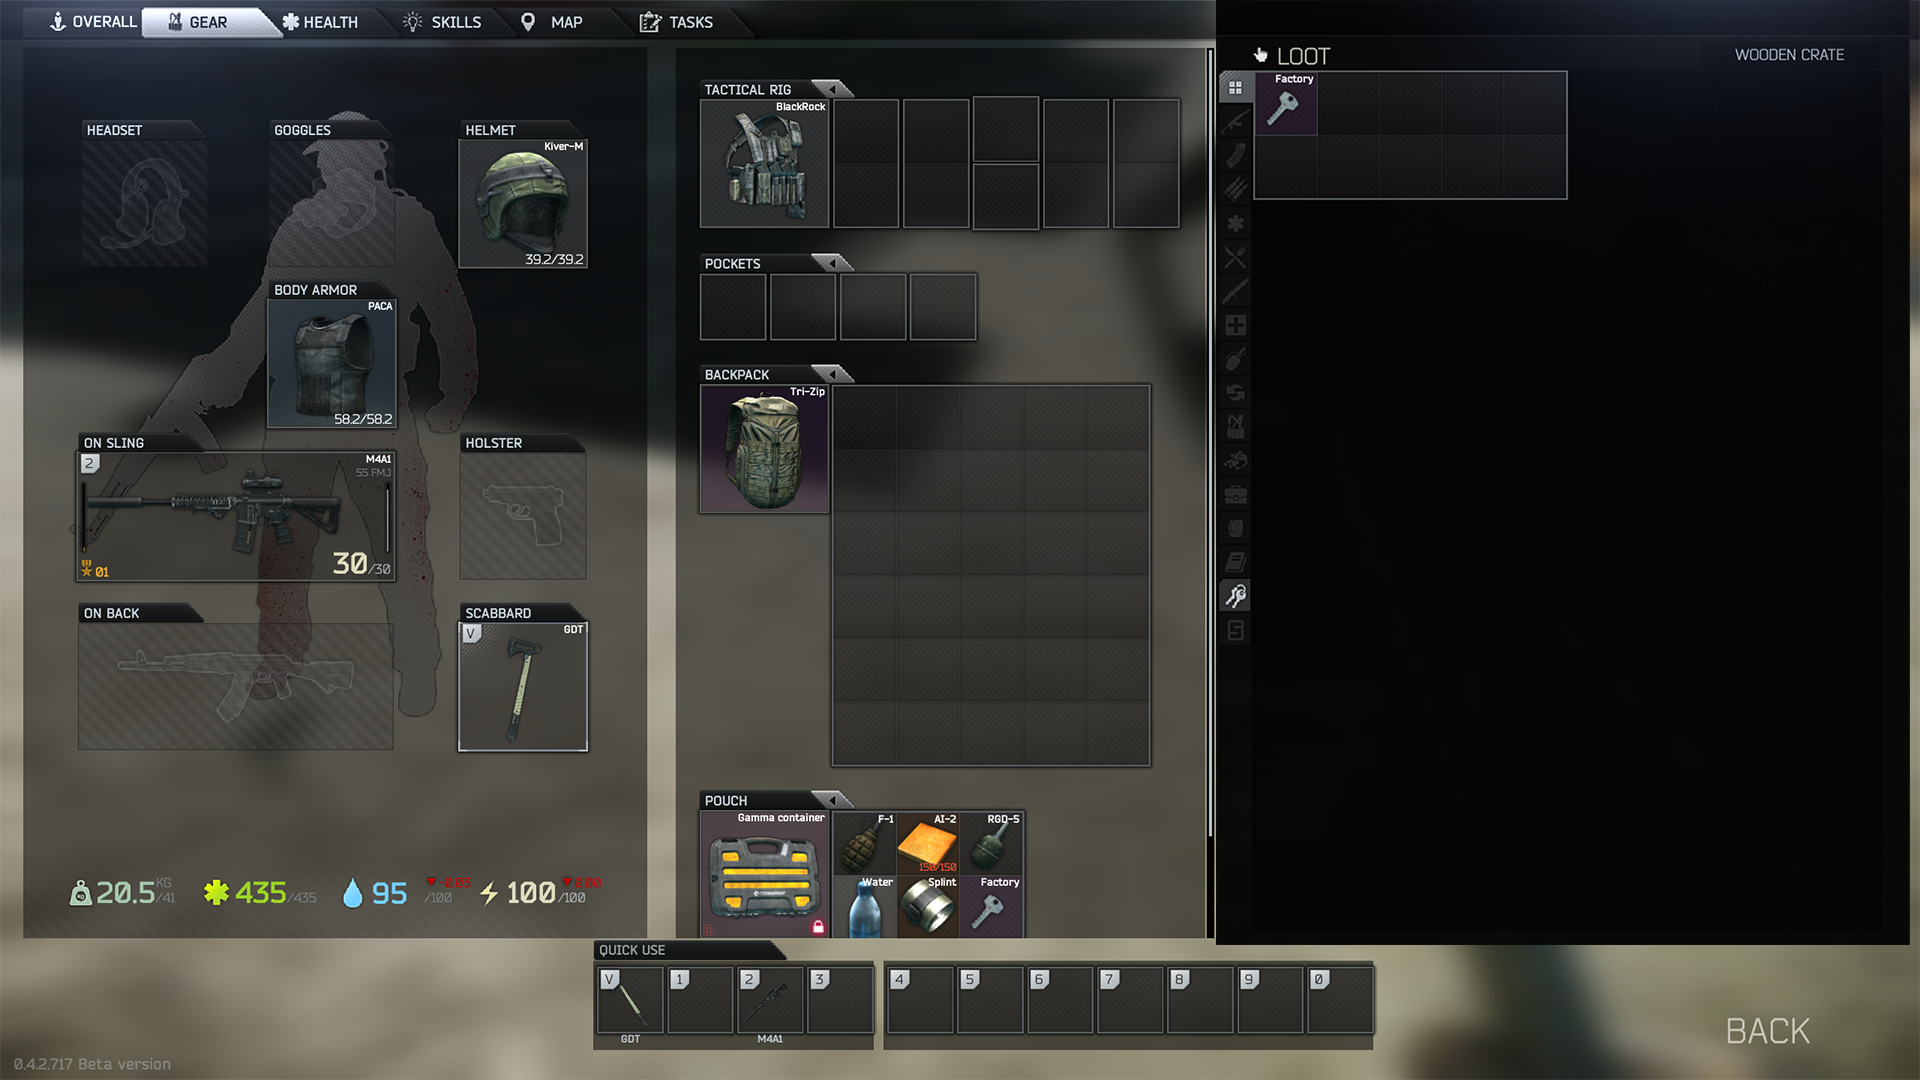 OVERALL
GEAR
HEALTH
SKILLS
MAP
TASKS
HEADSET
GOGGLES
HELMET
Kiver-M
39.2/39.2
BODY ARMOR
PACA
58.2/58.2
ON SLING
2
M4A1
55 FMJ
01
30/30
HOLSTER
ON BACK
SCABBARD
V
GDT
20.5 KG /41
435/435
95 -0.03 /100
100 0.00 /100
TACTICAL RIG
BlackRock
POCKETS
BACKPACK
Tri-Zip
POUCH
Gamma container
F-1
AI-2
150/150
RGD-5
Water
Splint
Factory
LOOT
WOODEN CRATE
Factory
QUICK USE
V
1
2
3
4
5
6
7
8
9
0
GDT
M4A1
BACK
0.4.2.717 Beta version